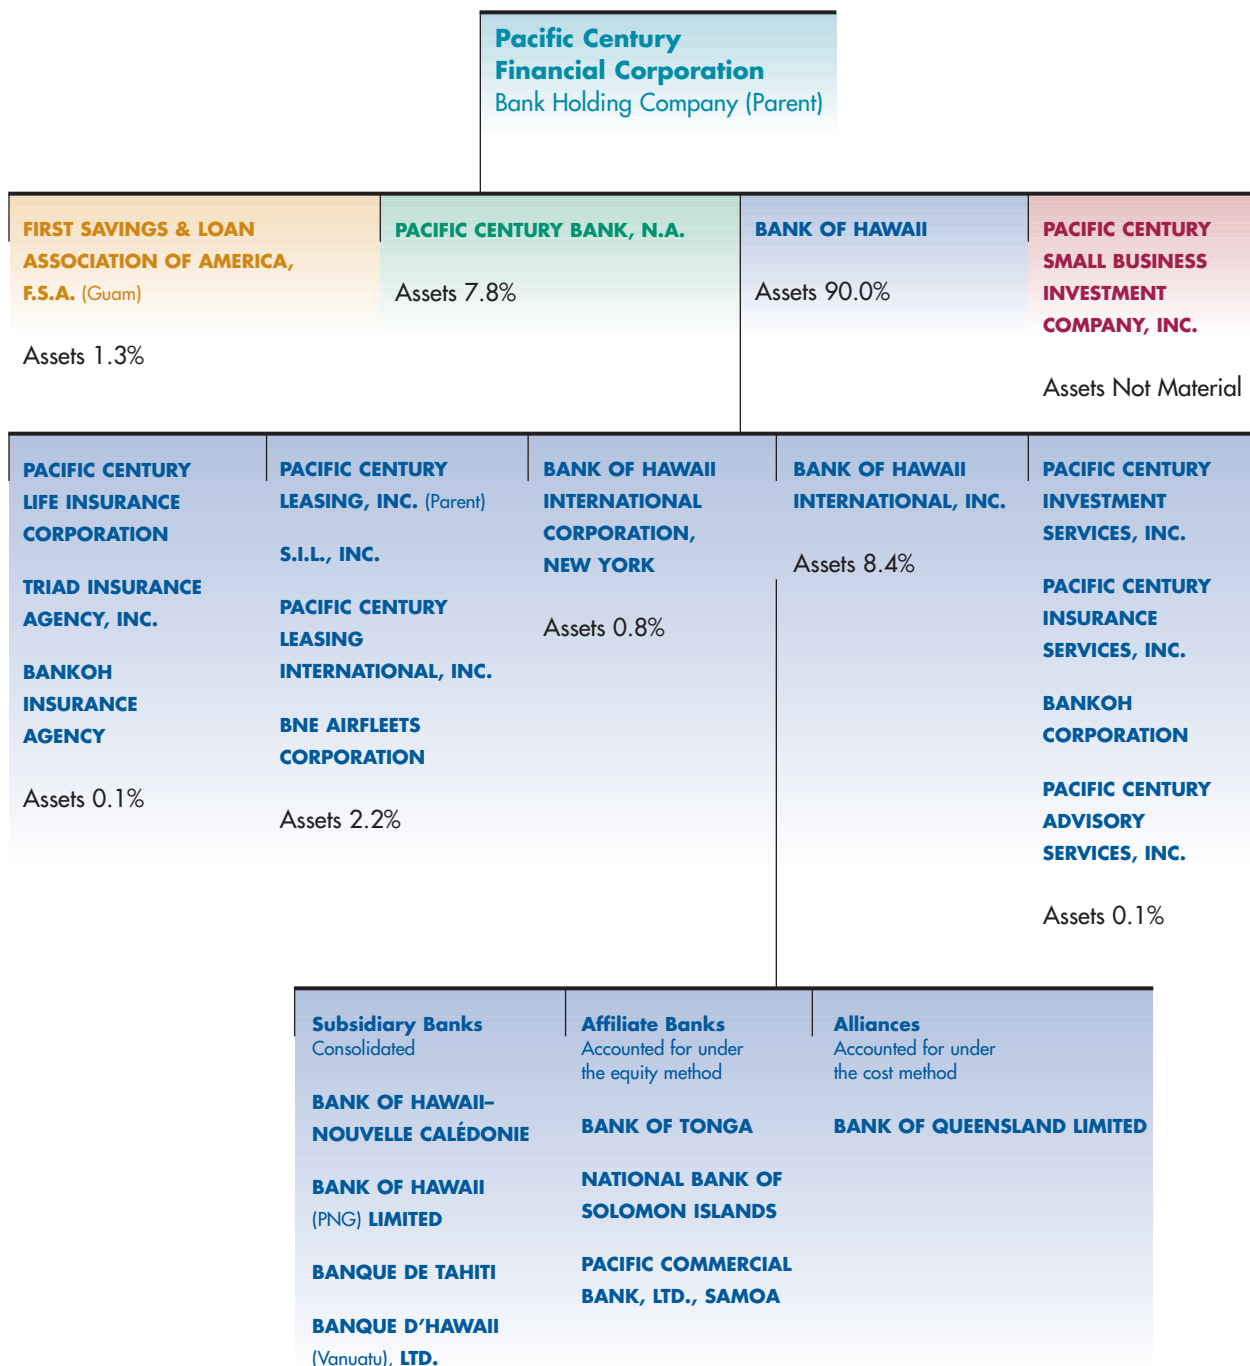 Pacific Century
Financial Corporation
Bank Holding Company (Parent)
FIRST SAVINGS & LOAN
ASSOCIATION OF AMERICA,
F.S.A. (Guam)
Assets 1.3%
PACIFIC CENTURY BANK, N.A.
Assets 7.8%
BANK OF HAWAII
Assets 90.0%
PACIFIC CENTURY
SMALL BUSINESS
INVESTMENT
COMPANY, INC.
Assets Not Material
PACIFIC CENTURY
LIFE INSURANCE
CORPORATION
TRIAD INSURANCE
AGENCY, INC.
BANKOH
INSURANCE
AGENCY
Assets 0.1%
PACIFIC CENTURY
LEASING, INC. (Parent)
S.I.L., INC.
PACIFIC CENTURY
LEASING
INTERNATIONAL, INC.
BNE AIRFLEETS
CORPORATION
Assets 2.2%
BANK OF HAWAII
INTERNATIONAL
CORPORATION,
NEW YORK
Assets 0.8%
BANK OF HAWAII
INTERNATIONAL, INC.
Assets 8.4%
PACIFIC CENTURY
INVESTMENT
SERVICES, INC.
PACIFIC CENTURY
INSURANCE
SERVICES, INC.
BANKOH
CORPORATION
PACIFIC CENTURY
ADVISORY
SERVICES, INC.
Assets 0.1%
Subsidiary Banks
Consolidated
BANK OF HAWAII–
NOUVELLE CALÉDONIE
BANK OF HAWAII
(PNG) LIMITED
BANQUE DE TAHITI
BANQUE D’HAWAII
(Vanuatu), LTD.
Affiliate Banks
Accounted for under
the equity method
BANK OF TONGA
NATIONAL BANK OF
SOLOMON ISLANDS
PACIFIC COMMERCIAL
BANK, LTD., SAMOA
Alliances
Accounted for under
the cost method
BANK OF QUEENSLAND LIMITED